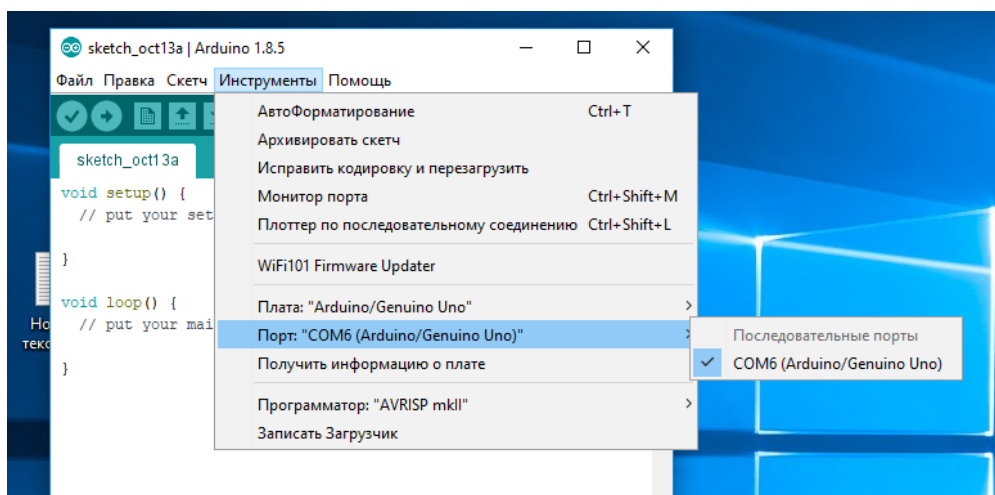 sketch_oct13a | Arduino 1.8.5
Файл Правка Скетч Инструменты Помощь
sketch_oct13a
void setup() {
// put your set
}
void loop() {
// put your mai
}
АвтоФорматирование Ctrl+T
Архивировать скетч
Исправить кодировку и перезагрузить
Монитор порта Ctrl+Shift+M
Плоттер по последовательному соединению Ctrl+Shift+L
WiFi101 Firmware Updater
Плата: "Arduino/Genuino Uno"
Порт: "COM6 (Arduino/Genuino Uno)"
Получить информацию о плате
Программатор: "AVRISP mkII"
Записать Загрузчик
Последовательные порты
COM6 (Arduino/Genuino Uno)
Но
текс